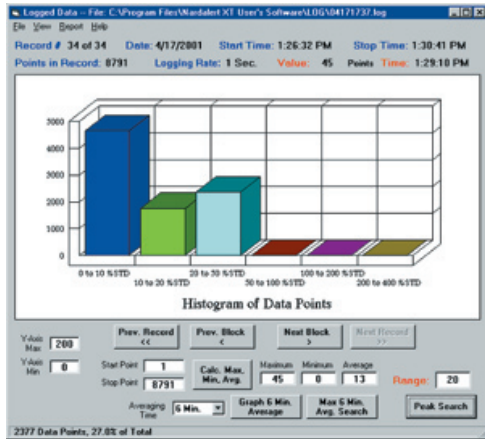 Logged Data -- File: C:\Program Files\Nardalert XT User's Software\LOG\04171737.log
File View Report Help
Record # 34 of 34 Date: 4/17/2001 Start Time: 1:26:32 PM Stop Time: 1:30:41 PM
Points in Record: 8791 Logging Rate: 1 Sec. Value: 45 Points Time: 1:29:10 PM
5000
4000
3000
2000
1000
0
0 to 10 %STD 20 to 30 %STD 100 to 200 %STD
10 to 20 %STD 50 to 100 %STD 200 to 400 %STD
Histogram of Data Points
Y-Axis Max 200 Prev. Record << Prev. Block < Next Block > Next Record >>
Y-Axis Min 0 Start Point 1 Calc. Max, Min, Avg. Maximum Minimum Average
Stop Point 8791 45 0 13 Range: 20
Averaging Time 6 Min. Graph 6 Min. Average Max 6 Min. Avg. Search Peak Search
2377 Data Points, 27.0% of Total